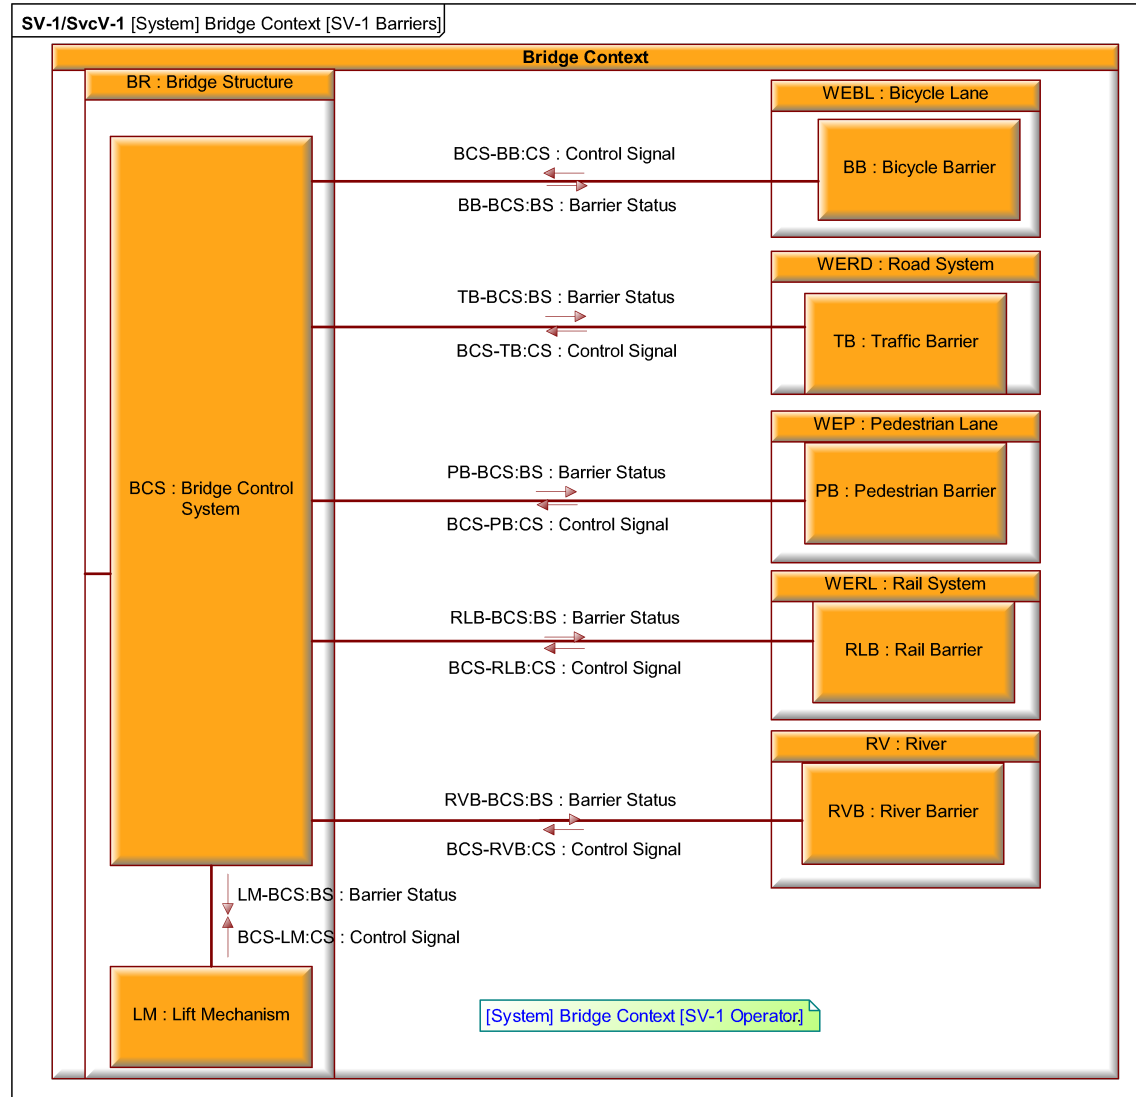 SV-1/SvcV-1 [System] Bridge Context [SV-1 Barriers]
Bridge Context
BR : Bridge Structure
BCS : Bridge Control
System
BCS-BB:CS : Control Signal
BB-BCS:BS : Barrier Status
WEBL : Bicycle Lane
BB : Bicycle Barrier
TB-BCS:BS : Barrier Status
BCS-TB:CS : Control Signal
WERD : Road System
TB : Traffic Barrier
PB-BCS:BS : Barrier Status
BCS-PB:CS : Control Signal
WEP : Pedestrian Lane
PB : Pedestrian Barrier
RLB-BCS:BS : Barrier Status
BCS-RLB:CS : Control Signal
WERL : Rail System
RLB : Rail Barrier
RVB-BCS:BS : Barrier Status
BCS-RVB:CS : Control Signal
RV : River
RVB : River Barrier
LM-BCS:BS : Barrier Status
BCS-LM:CS : Control Signal
LM : Lift Mechanism
[System] Bridge Context [SV-1 Operator]